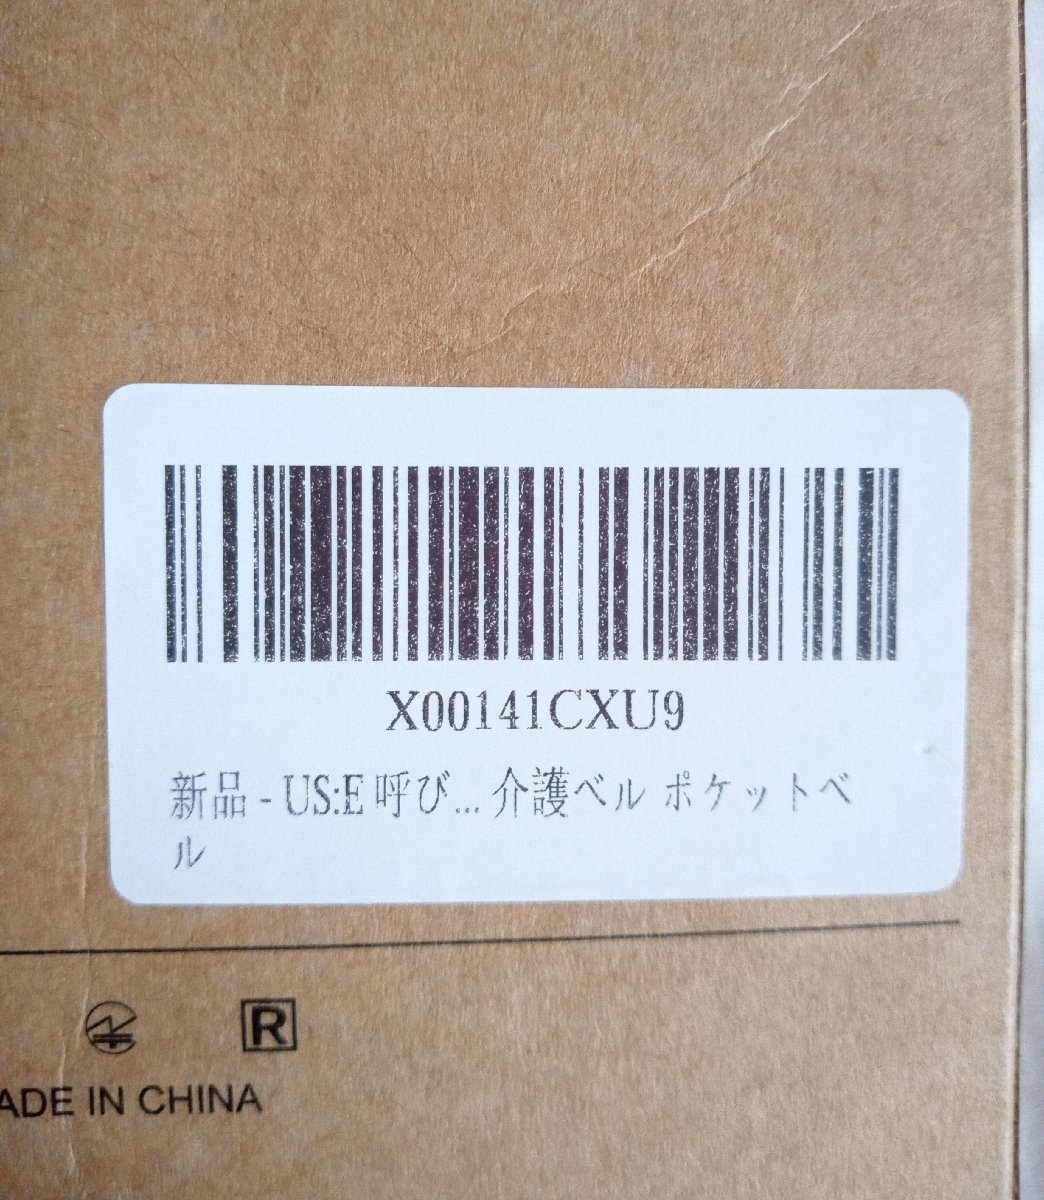 X00141CXU9
新品 - US:E 呼び... 介護ベル ポケットベ
ル
R
ADE IN CHINA